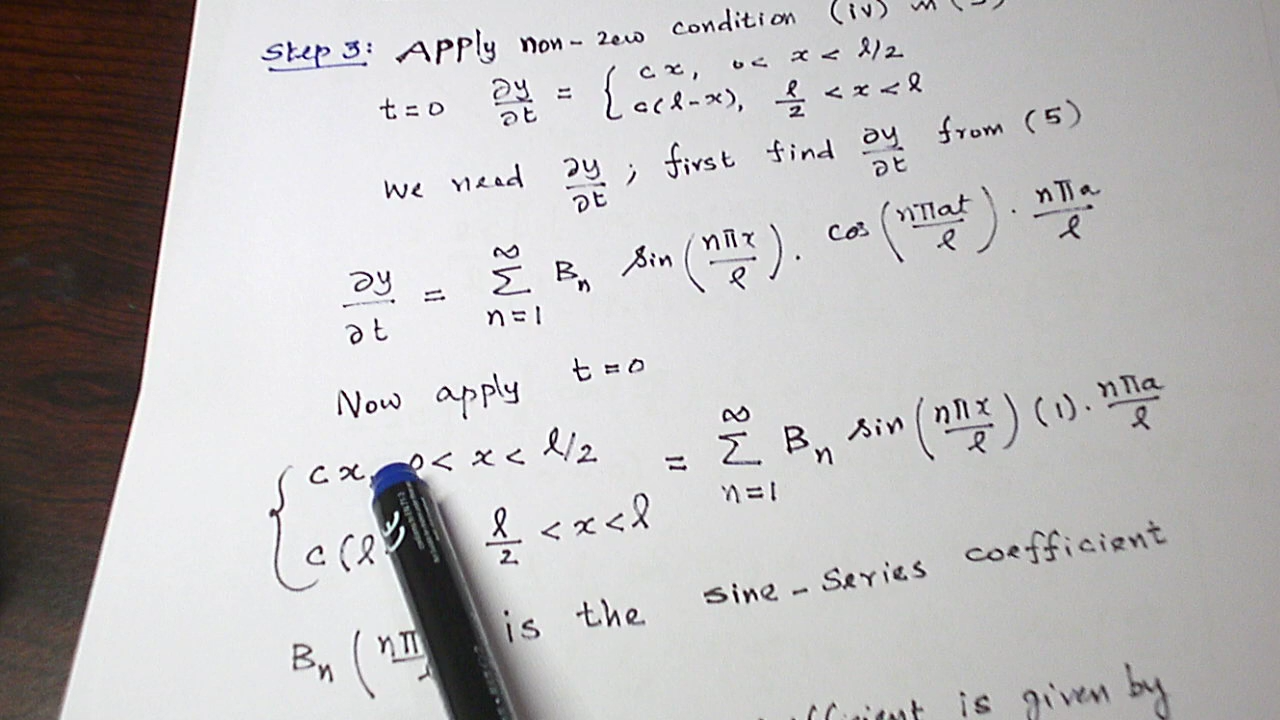 Step 3: Apply non-zero condition (iv) in
t=0 ∂y/∂t = { cx, 0< x < l/2
c(l-x), l/2 < x < l
We need ∂y/∂t ; first find ∂y/∂t from (5)
∂y/∂t = ∑_{n=1}^{∞} B_n sin(nπx/l) . cos(nπat/l) . nπa/l
Now apply t=0
{ cx, 0< x < l/2 = ∑_{n=1}^{∞} B_n sin(nπx/l) (1) . nπa/l
c(l l/2 < x < l
B_n (nπ is the sine-series coefficient
is given by